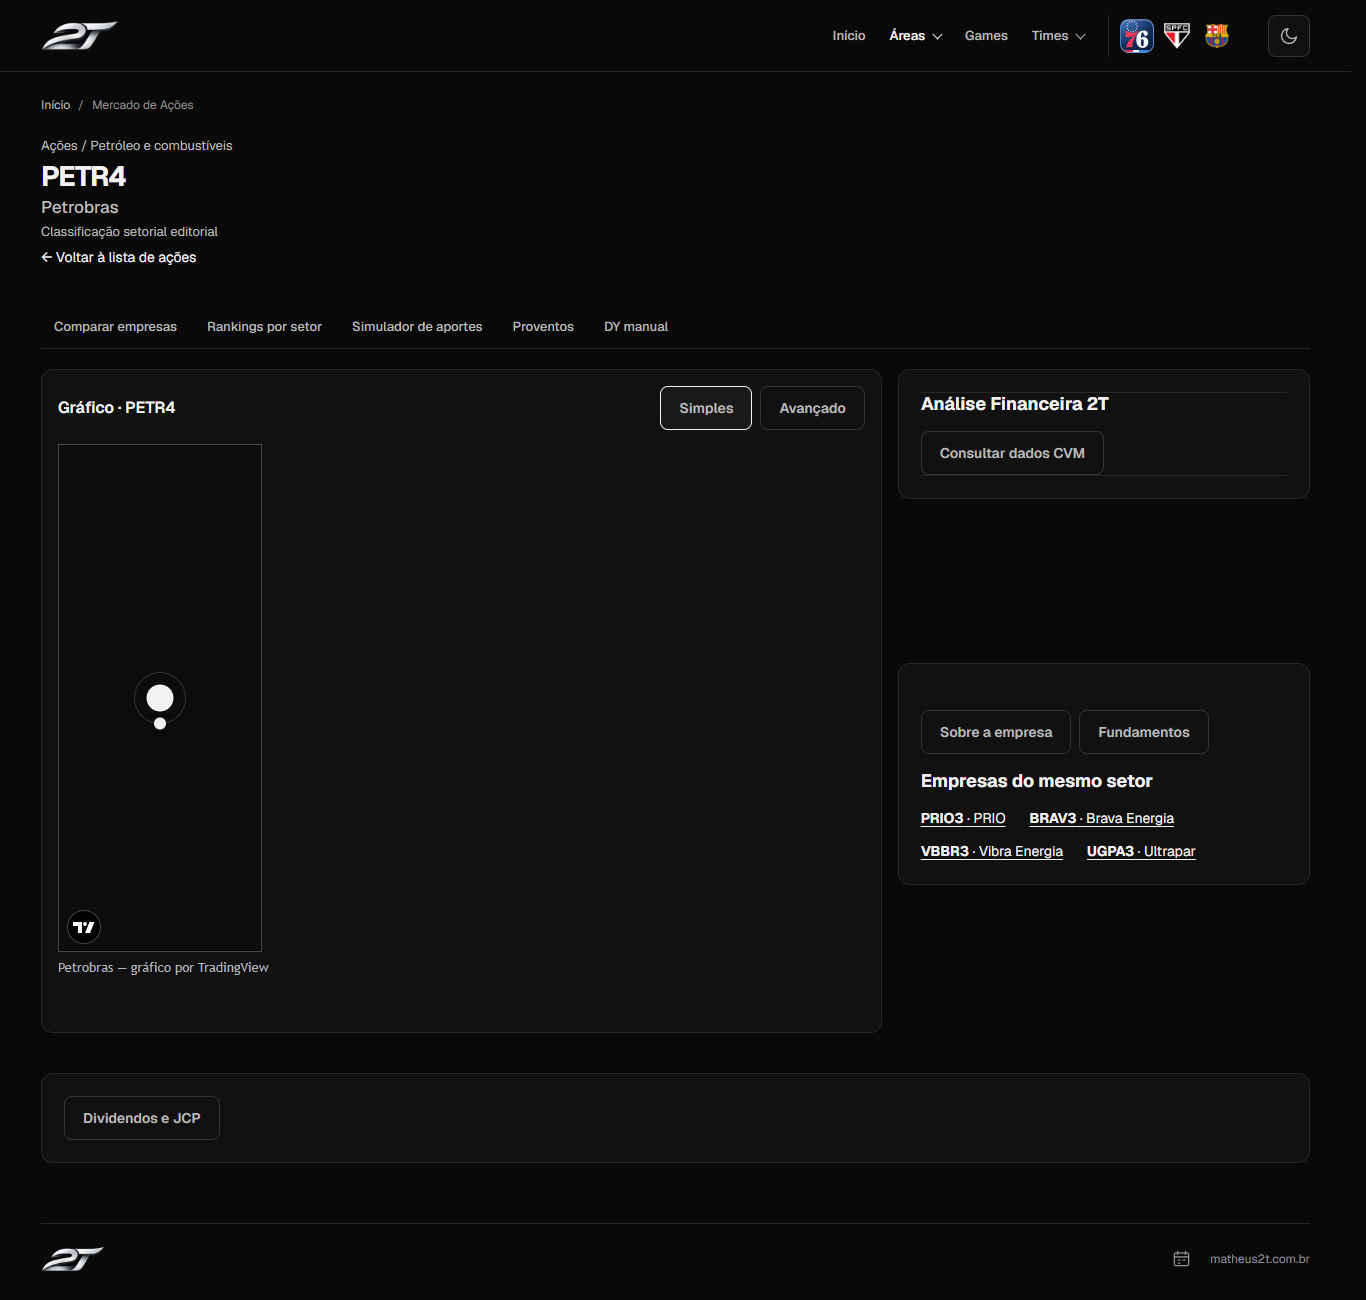 2T
Início
Áreas
Games
Times
76
SPFC
Início / Mercado de Ações
Ações / Petróleo e combustíveis
PETR4
Petrobras
Classificação setorial editorial
← Voltar à lista de ações
Comparar empresas
Rankings por setor
Simulador de aportes
Proventos
DY manual
Gráfico · PETR4
Simples
Avançado
Petrobras — gráfico por TradingView
Análise Financeira 2T
Consultar dados CVM
Sobre a empresa
Fundamentos
Empresas do mesmo setor
PRIO3 · PRIO
BRAV3 · Brava Energia
VBBR3 · Vibra Energia
UGPA3 · Ultrapar
Dividendos e JCP
2T
matheus2t.com.br